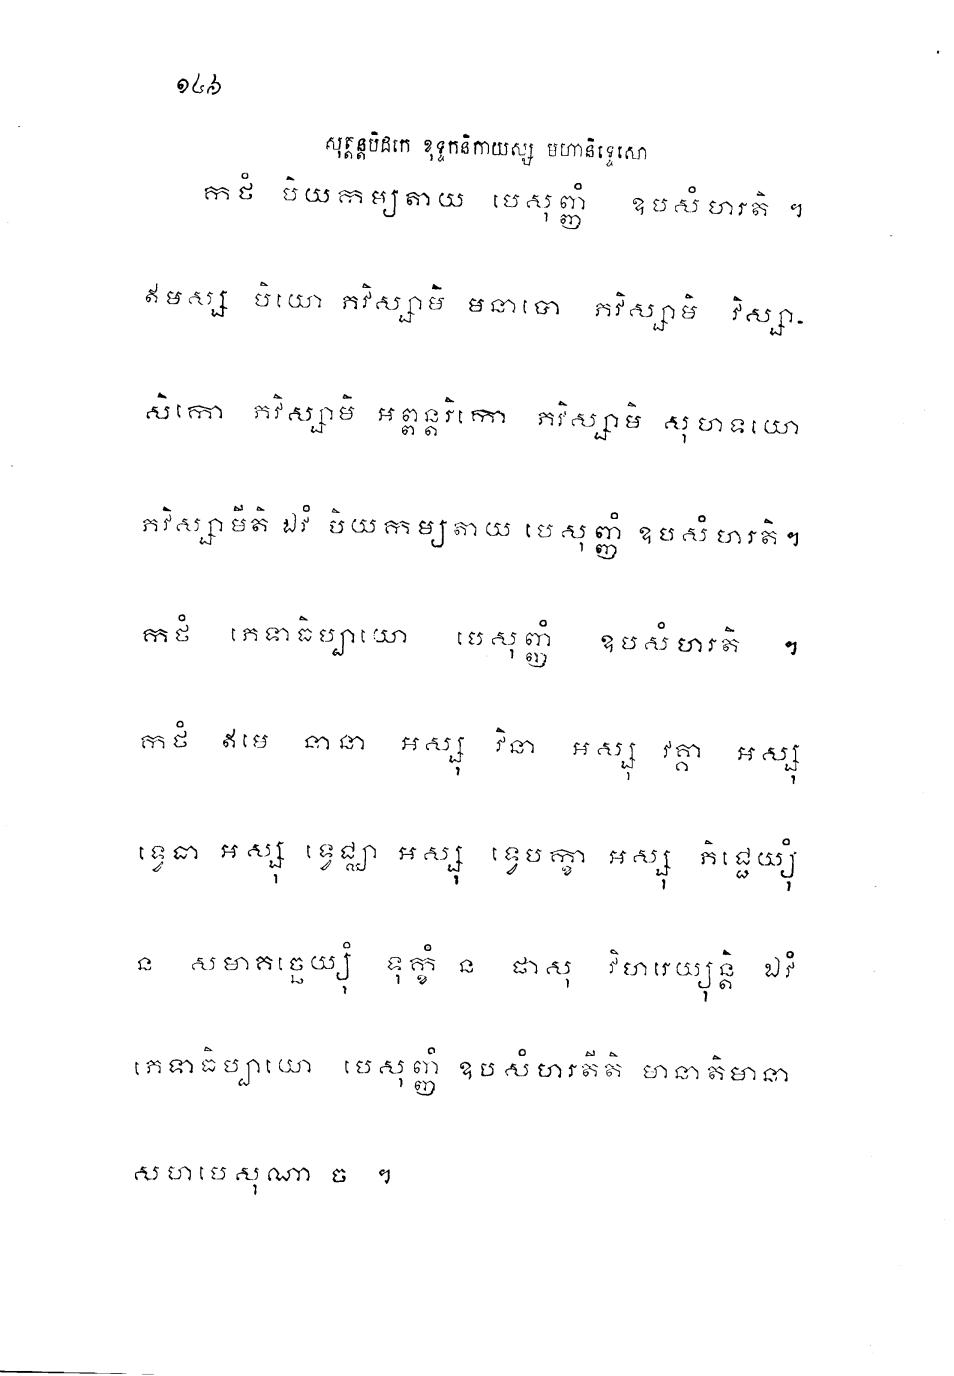 ១៤៦
សុត្តន្តបិដកេ ខុទ្ទកនិកាយស្ស មហានិទ្ទេសោ
កថំ បិយកម្យតាយ បេសុញ្ញំ ឧបសំហរតិ ។
ឥមស្ស បិយោ ភវិស្សាមិ មនាបោ ភវិស្សាមិ វិស្សា-
សិកោ ភវិស្សាមិ អព្ភន្តរិកោ ភវិស្សាមិ សុហទយោ
ភវិស្សាមីតិ ឯវំ បិយកម្យតាយ បេសុញ្ញំ ឧបសំហរតិ។
កថំ ភេទាធិប្បាយោ បេសុញ្ញំ ឧបសំហរតិ ។
កថំ ឥមេ នានា អស្សុ វិនា អស្សុ វគ្គា អស្សុ
ទ្វេធា អស្សុ ទ្វេជ្ឈា អស្សុ ទ្វេបក្ខា អស្សុ ភិជ្ជេយ្យុំ
ន សមាគច្ឆេយ្យុំ ទុក្ខំ ន ផាសុ វិហរេយ្យុន្តិ ឯវំ
ភេទាធិប្បាយោ បេសុញ្ញំ ឧបសំហរតីតិ មានាតិមានា
សហបេសុណា ច ។